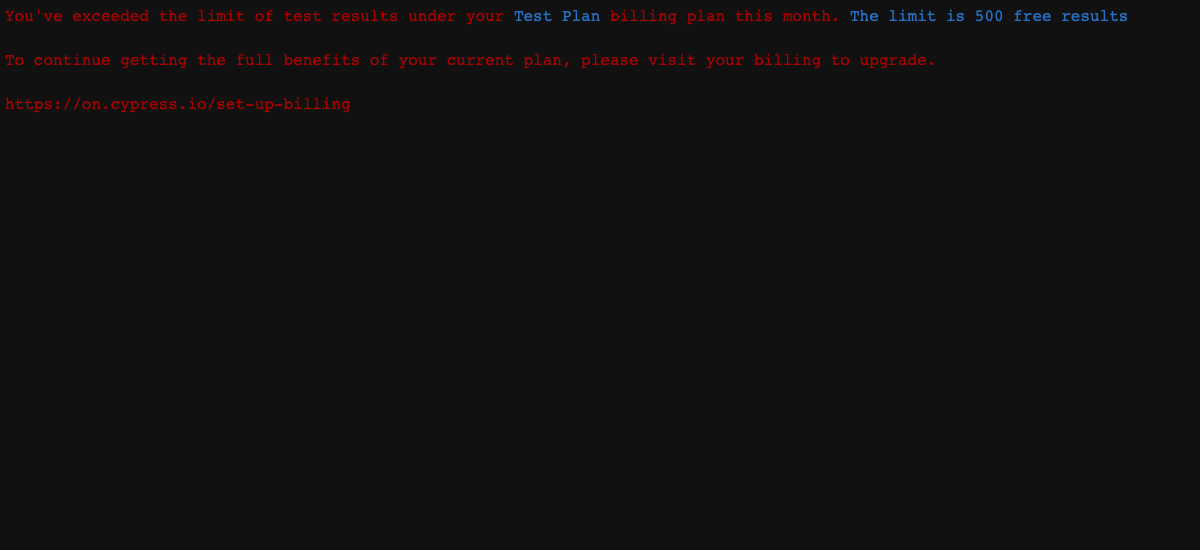 You've exceeded the limit of test results under your Test Plan billing plan this month. The limit is 500 free results
To continue getting the full benefits of your current plan, please visit your billing to upgrade.
https://on.cypress.io/set-up-billing